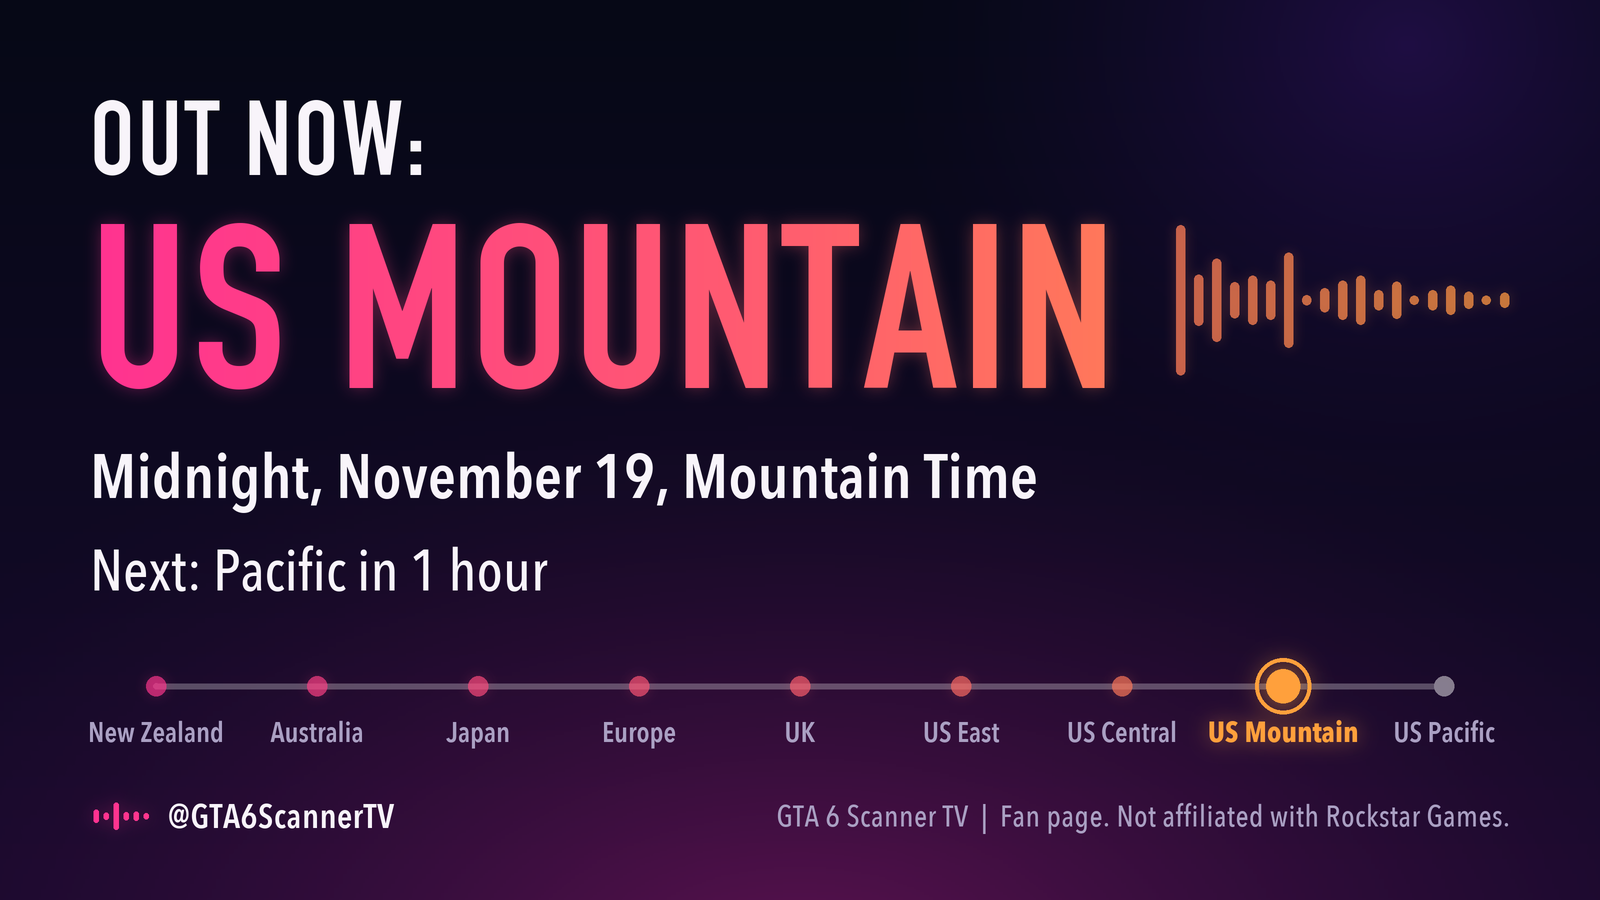 OUT NOW:
US MOUNTAIN
Midnight, November 19, Mountain Time
Next: Pacific in 1 hour
New Zealand Australia Japan Europe UK US East US Central US Mountain US Pacific
@GTA6ScannerTV
GTA 6 Scanner TV | Fan page. Not affiliated with Rockstar Games.